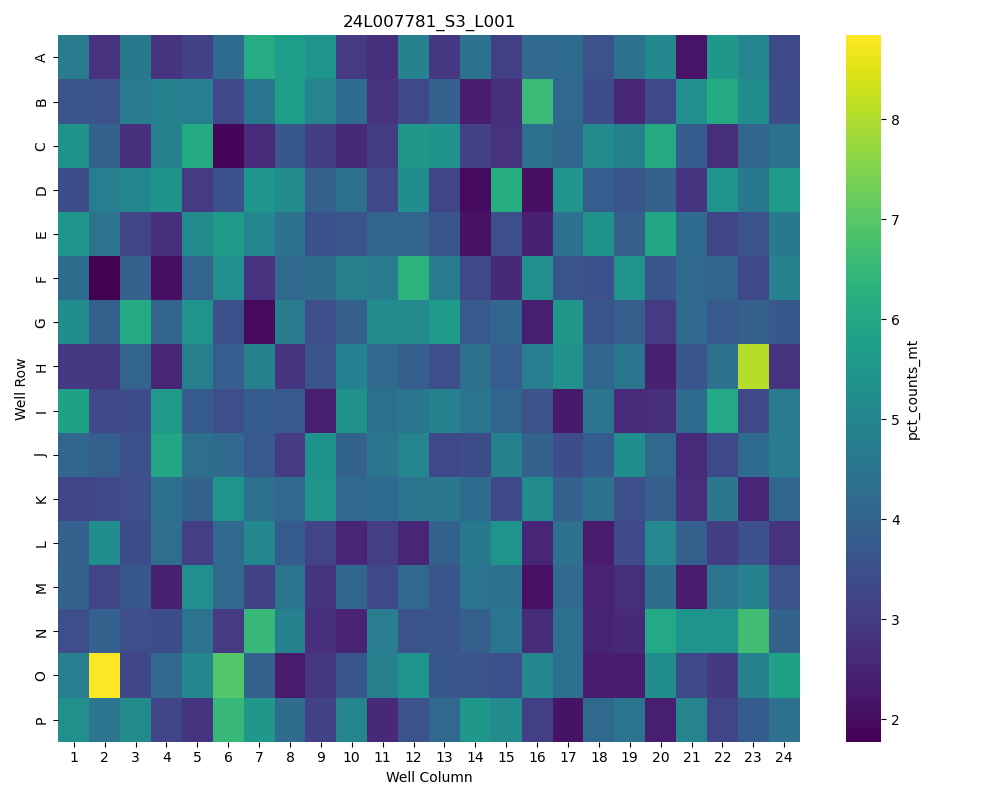 24L007781_S3_L001
A
B
C
D
E
F
G
H
I
J
K
L
M
N
O
P
Well Row
1 2 3 4 5 6 7 8 9 10 11 12 13 14 15 16 17 18 19 20 21 22 23 24
Well Column
8
7
6
5
4
3
2
pct_counts_mt